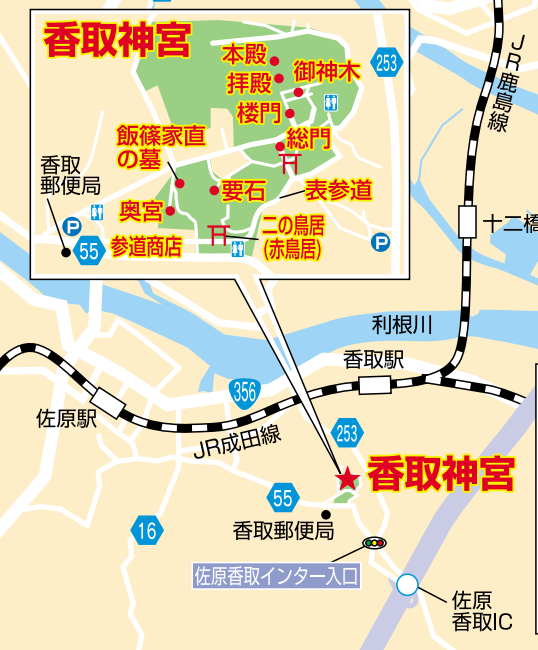 香取神宮
本殿
拝殿
御神木
253
楼門
総門
飯篠家直
の墓
香取
郵便局
要石
表参道
奥宮
二の鳥居
(赤鳥居)
P
55
参道商店
P
JR鹿島線
十二橋
利根川
香取駅
356
佐原駅
JR成田線
253
香取神宮
55
16
香取郵便局
佐原香取インター入口
佐原
香取IC